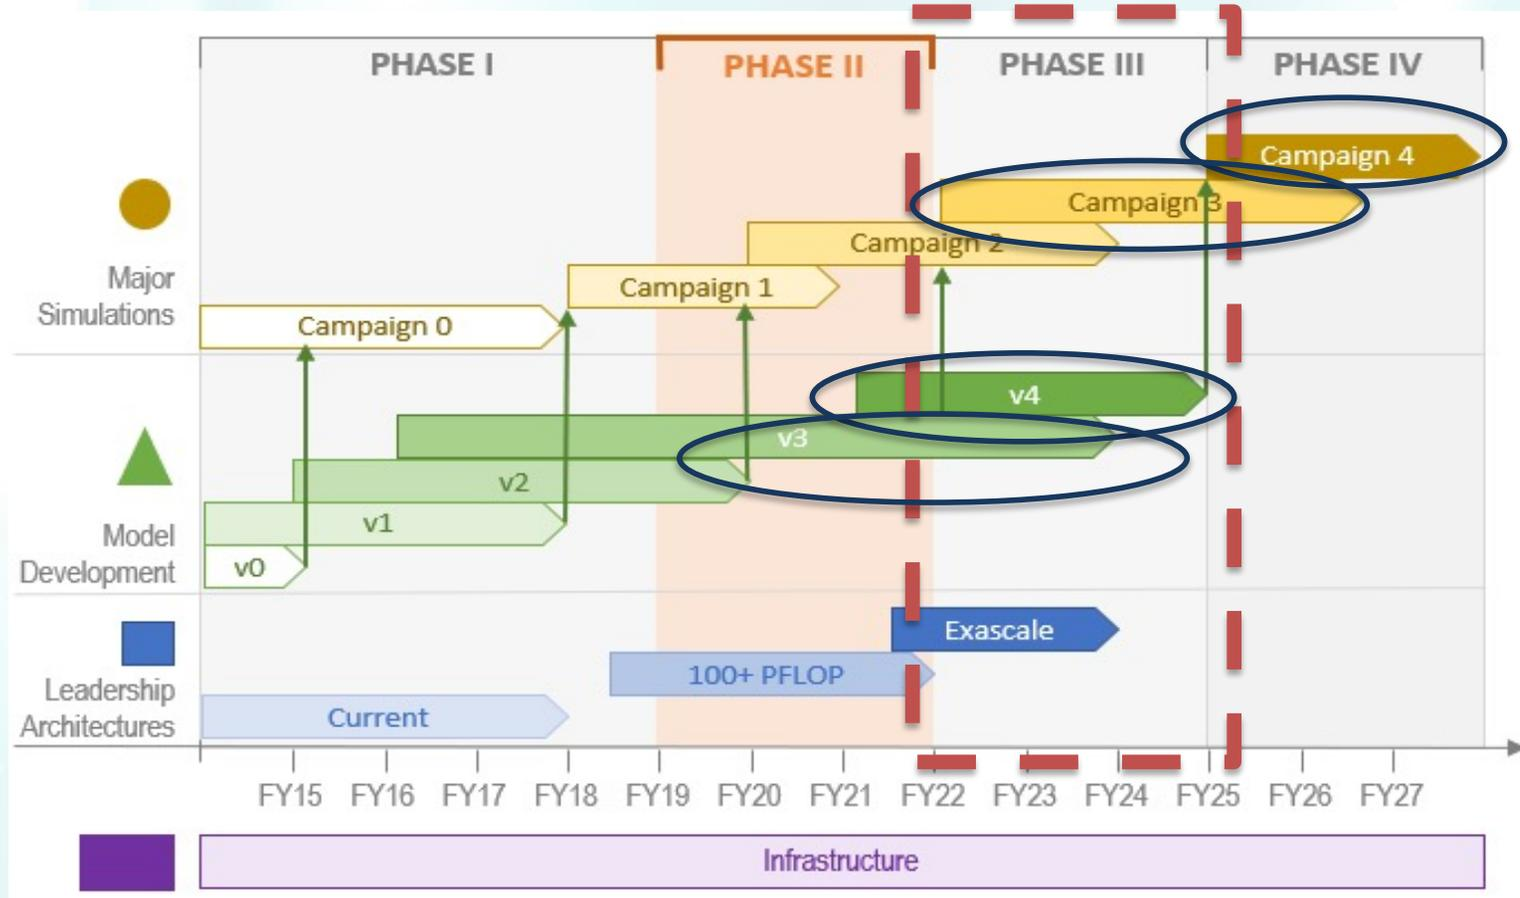 PHASE I
PHASE II
PHASE III
PHASE IV
Campaign 4
Campaign 3
Campaign 2
Campaign 1
Campaign 0
Major
Simulations
v4
v3
v2
v1
v0
Model
Development
Exascale
100+ PFLOP
Current
Leadership
Architectures
FY15 FY16 FY17 FY18 FY19 FY20 FY21 FY22 FY23 FY24 FY25 FY26 FY27
Infrastructure